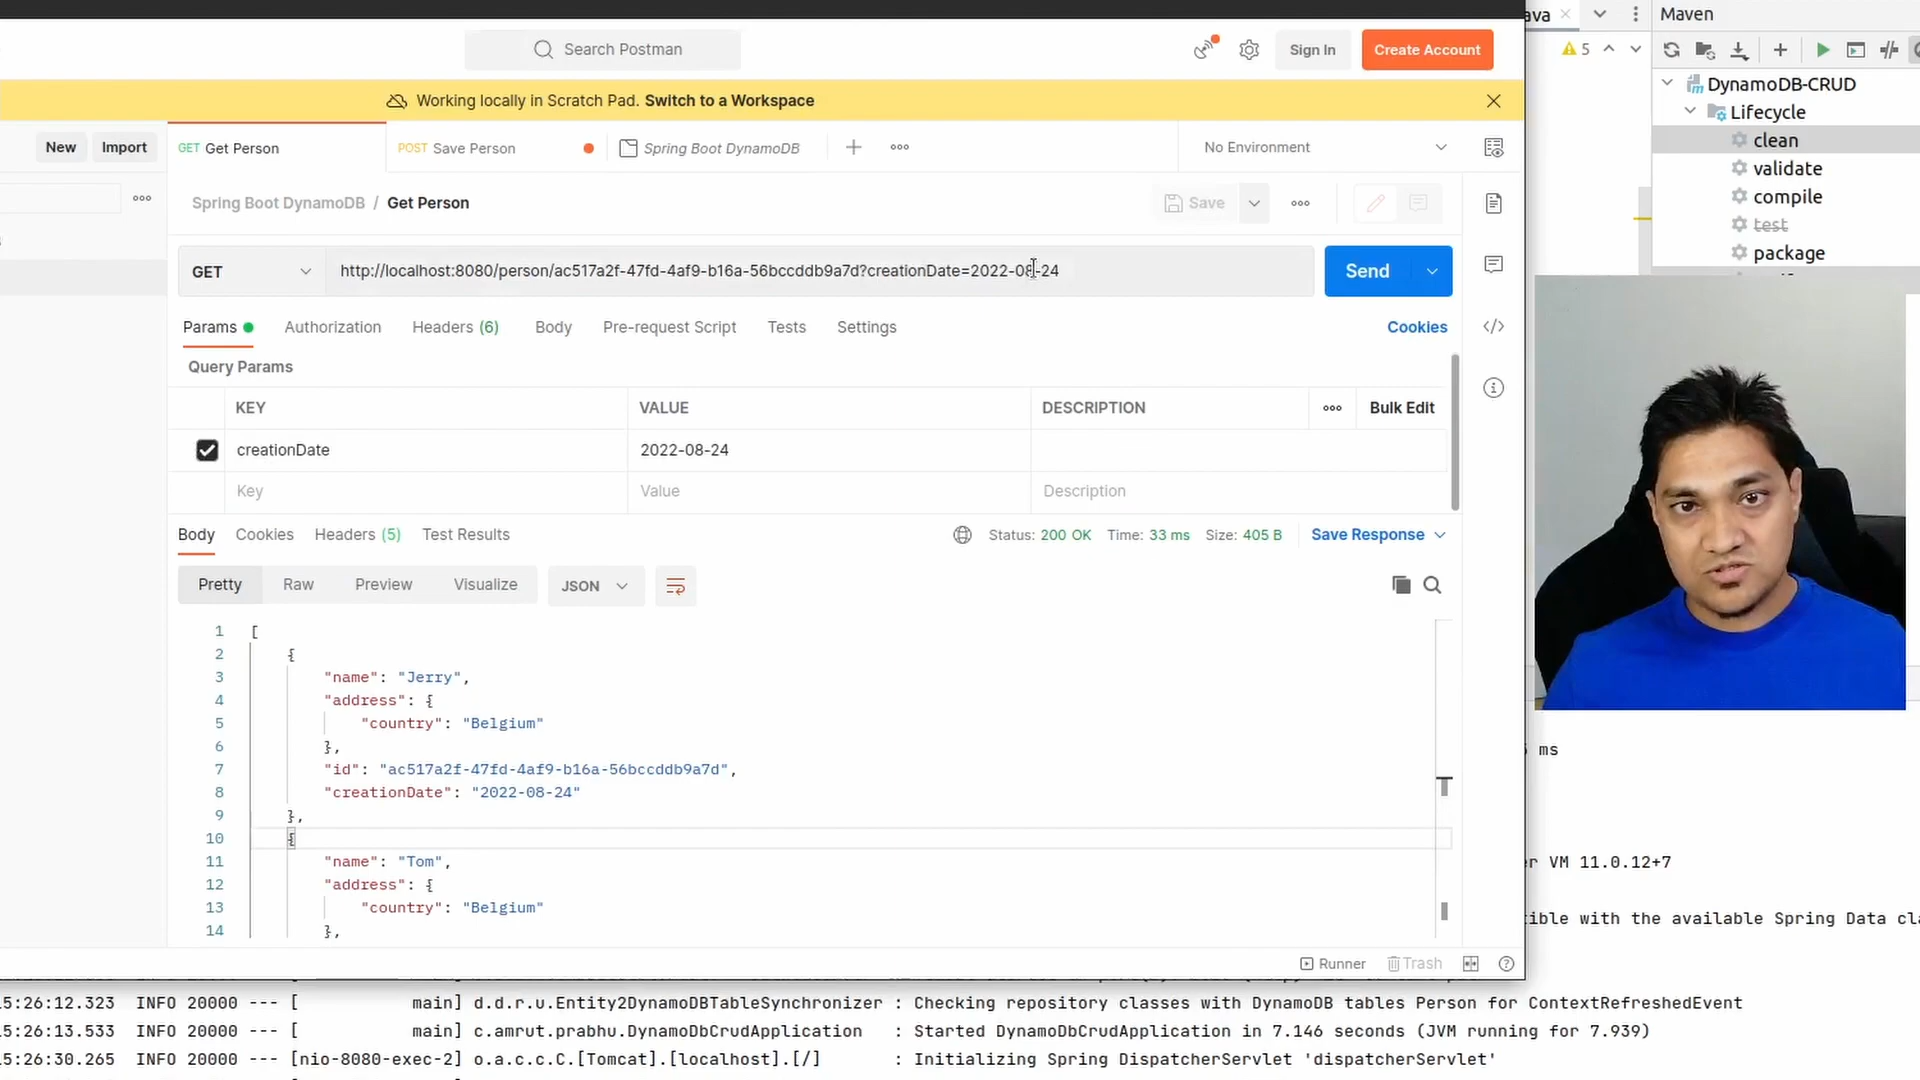 Search Postman
Sign In
Create Account
Working locally in Scratch Pad. Switch to a Workspace
New
Import
GET Get Person
POST Save Person
Spring Boot DynamoDB
No Environment
Spring Boot DynamoDB / Get Person
Save
GET
http://localhost:8080/person/ac517a2f-47fd-4af9-b16a-56bccddb9a7d?creationDate=2022-08-24
Send
Params
Authorization
Headers (6)
Body
Pre-request Script
Tests
Settings
Cookies
Query Params
KEY
VALUE
DESCRIPTION
Bulk Edit
creationDate
2022-08-24
Key
Value
Description
Body
Cookies
Headers (5)
Test Results
Status: 200 OK
Time: 33 ms
Size: 405 B
Save Response
Pretty
Raw
Preview
Visualize
JSON
1 [
2 {
3 "name": "Jerry",
4 "address": {
5 "country": "Belgium"
6 },
7 "id": "ac517a2f-47fd-4af9-b16a-56bccddb9a7d",
8 "creationDate": "2022-08-24"
9 },
10 {
11 "name": "Tom",
12 "address": {
13 "country": "Belgium"
14 },
Runner
Trash
ava
Maven
5
DynamoDB-CRUD
Lifecycle
clean
validate
compile
test
package
ms
er VM 11.0.12+7
tible with the available Spring Data cla
5:26:12.323 INFO 20000 --- [ main] d.d.r.u.Entity2DynamoDBTableSynchronizer : Checking repository classes with DynamoDB tables Person for ContextRefreshedEvent
5:26:13.533 INFO 20000 --- [ main] c.amrut.prabhu.DynamoDbCrudApplication : Started DynamoDbCrudApplication in 7.146 seconds (JVM running for 7.939)
5:26:30.265 INFO 20000 --- [nio-8080-exec-2] o.a.c.c.C.[Tomcat].[localhost].[/] : Initializing Spring DispatcherServlet 'dispatcherServlet'